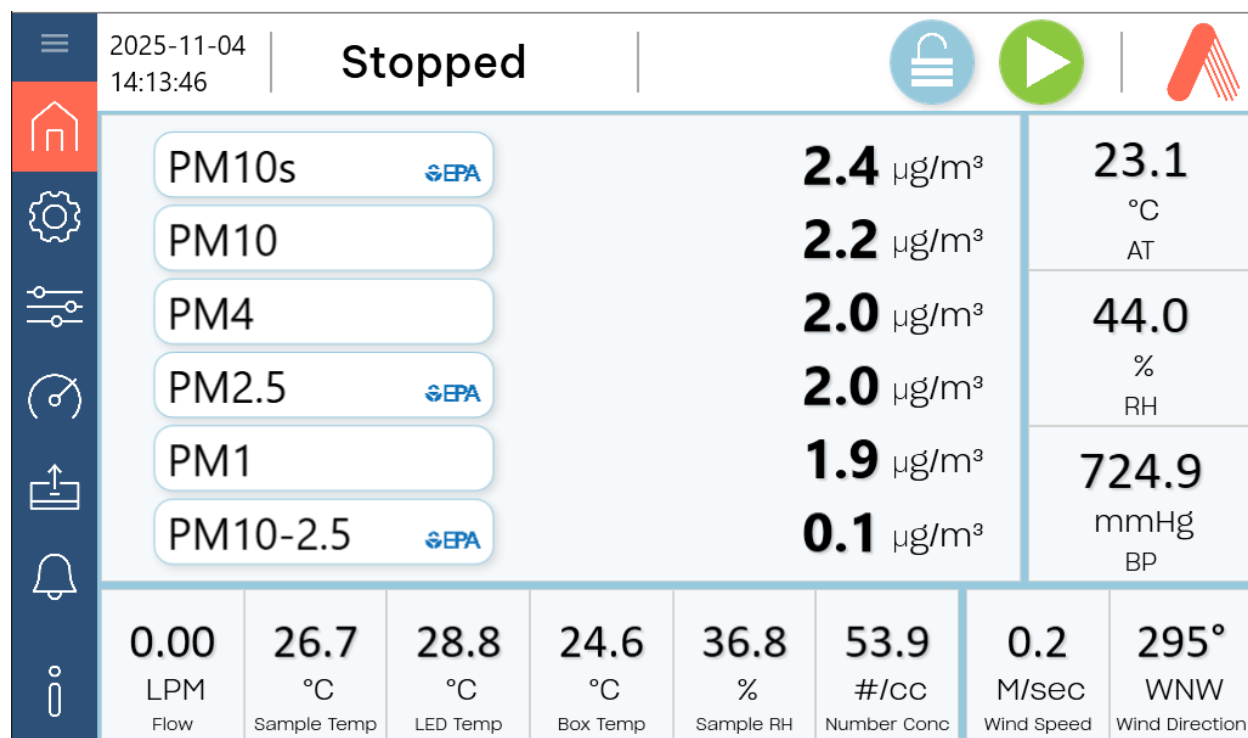 2025-11-04
14:13:46
Stopped
PM10s EPA 2.4 µg/m³
PM10 2.2 µg/m³
PM4 2.0 µg/m³
PM2.5 EPA 2.0 µg/m³
PM1 1.9 µg/m³
PM10-2.5 EPA 0.1 µg/m³
23.1
°C
AT
44.0
%
RH
724.9
mmHg
BP
0.00 26.7 28.8 24.6 36.8 53.9 0.2 295°
LPM °C °C °C % #/cc M/sec WNW
Flow Sample Temp LED Temp Box Temp Sample RH Number Conc Wind Speed Wind Direction